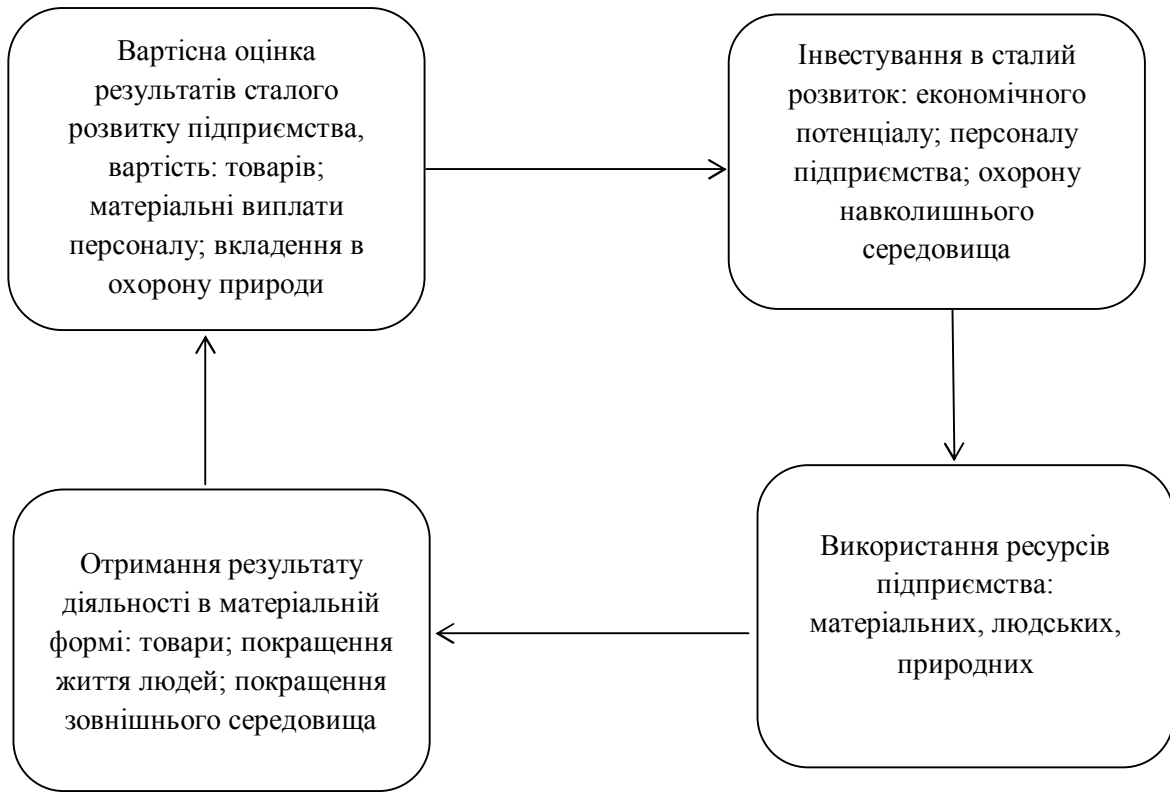 Вартісна оцінка
результатів сталого
розвитку підприємства,
вартість: товарів;
матеріальні виплати
персоналу; вкладення в
охорону природи
Інвестування в сталий
розвиток: економічного
потенціалу; персоналу
підприємства; охорону
навколишнього
середовища
Отримання результату
діяльності в матеріальній
формі: товари; покращення
життя людей; покращення
зовнішнього середовища
Використання ресурсів
підприємства:
матеріальних, людських,
природних